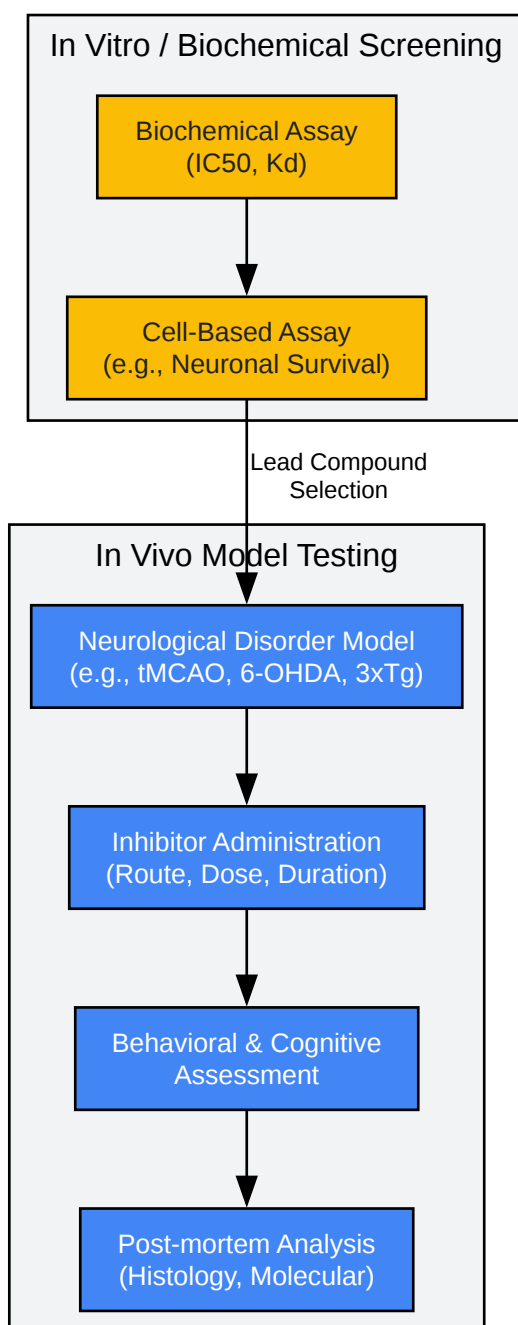 In Vitro / Biochemical Screening
Biochemical Assay
(IC50, Kd)
Cell-Based Assay
(e.g., Neuronal Survival)
Lead Compound
Selection
In Vivo Model Testing
Neurological Disorder Model
(e.g., tMCAO, 6-OHDA, 3xTg)
Inhibitor Administration
(Route, Dose, Duration)
Behavioral & Cognitive
Assessment
Post-mortem Analysis
(Histology, Molecular)